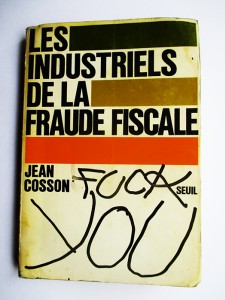 LES
INDUSTRIELS
DE LA
FRAUDE FISCALE
JEAN
COSSON
FUCK
SEUIL
YOU